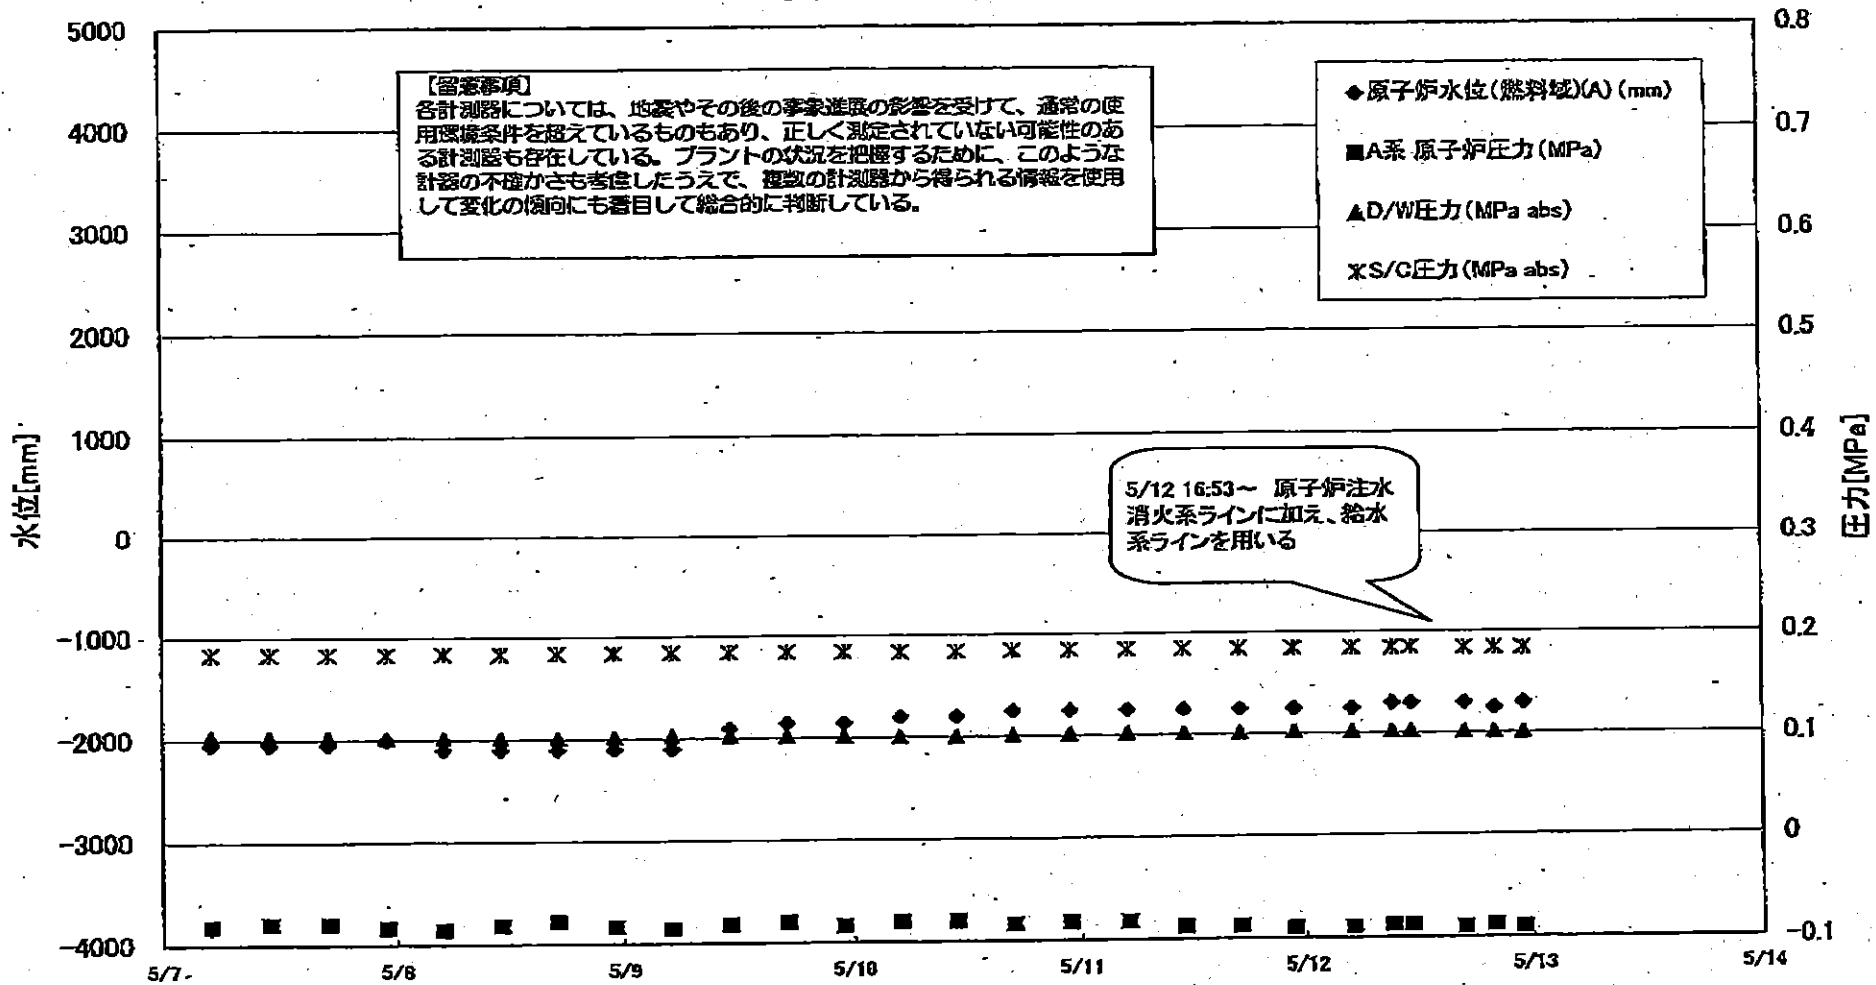 5000
4000
3000
2000
1000
0
-1000
-2000
-3000
-4000
水位[mm]
【留意事項】
各計測器については、地震やその後の事象進展の影響を受けて、通常の使
用環境条件を超えているものもあり、正しく測定されていない可能性のあ
る計測器も存在している。プラントの状況を把握するために、このような
計器の不確かさも考慮したうえで、複数の計測器から得られる情報を使用
して変化の傾向にも着目して総合的に判断している。
◆原子炉水位(燃料域)(A)(mm)
■A系 原子炉圧力(MPa)
▲D/W圧力(MPa abs)
S/C圧力(MPa abs)
5/12 16:53~ 原子炉注水
消火系ラインに加え、給水
系ラインを用いる
0.8
0.7
0.6
0.5
0.4
0.3
0.2
0.1
0
-0.1
圧力[MPa]
5/7
5/8
5/9
5/10
5/11
5/12
5/13
5/14